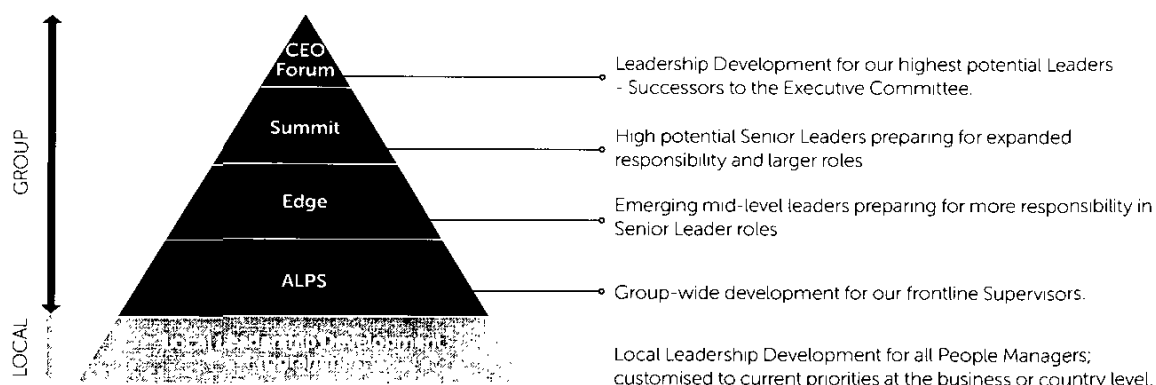 CEO
Forum
Leadership Development for our highest potential Leaders
- Successors to the Executive Committee.
Summit
High potential Senior Leaders preparing for expanded
responsibility and larger roles
GROUP
Edge
Emerging mid-level leaders preparing for more responsibility in
Senior Leader roles
ALPS
Group-wide development for our frontline Supervisors.
LOCAL
Local Leadership Development
Local Leadership Development for all People Managers;
customised to current priorities at the business or country level.